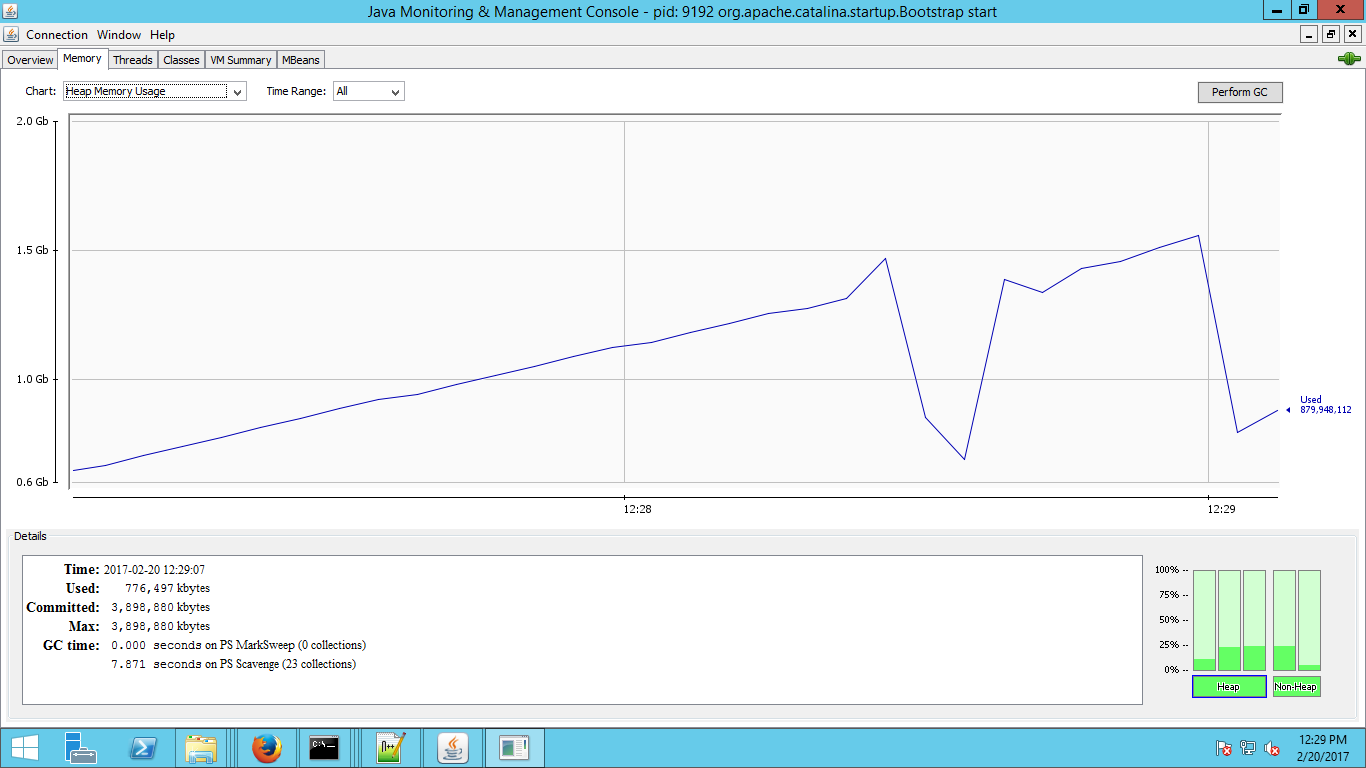 Java Monitoring & Management Console - pid: 9192 org.apache.catalina.startup.Bootstrap start
Connection Window Help
Overview Memory Threads Classes VM Summary MBeans
Chart: Heap Memory Usage Time Range: All Perform GC
2.0 Gb
1.5 Gb
1.0 Gb
Used
879,948,112
0.6 Gb
12:28 12:29
Details
Time: 2017-02-20 12:29:07
Used: 776,497 kbytes
Committed: 3,898,880 kbytes
Max: 3,898,880 kbytes
GC time: 0.000 seconds on PS MarkSweep (0 collections)
7.871 seconds on PS Scavenge (23 collections)
100% --
75% --
50% --
25% --
0% --
Heap Non-Heap
C:\_
12:29 PM
2/20/2017